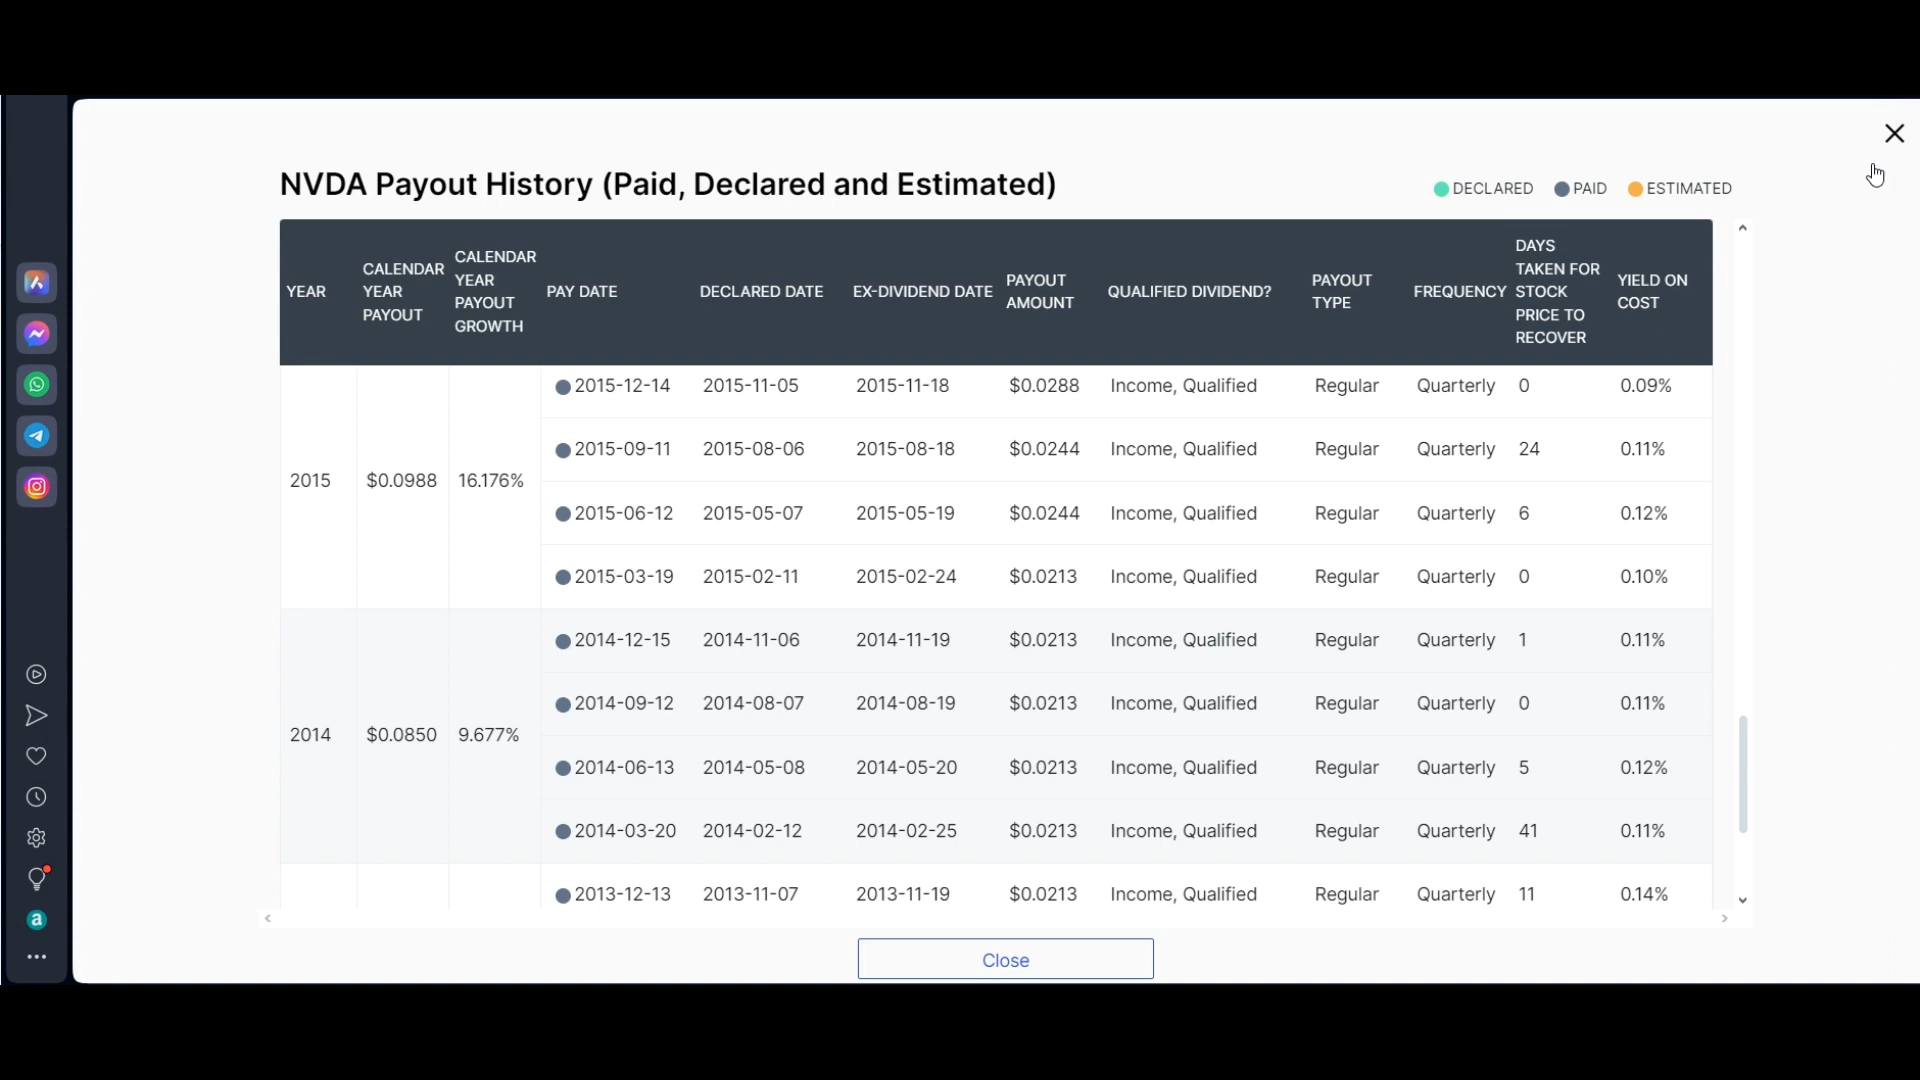 NVDA Payout History (Paid, Declared and Estimated)
DECLARED PAID ESTIMATED
YEAR CALENDAR YEAR PAYOUT CALENDAR YEAR PAYOUT GROWTH PAY DATE DECLARED DATE EX-DIVIDEND DATE PAYOUT AMOUNT QUALIFIED DIVIDEND? PAYOUT TYPE FREQUENCY DAYS TAKEN FOR STOCK PRICE TO RECOVER YIELD ON COST
2015-12-14 2015-11-05 2015-11-18 $0.0288 Income, Qualified Regular Quarterly 0 0.09%
2015-09-11 2015-08-06 2015-08-18 $0.0244 Income, Qualified Regular Quarterly 24 0.11%
2015 $0.0988 16.176%
2015-06-12 2015-05-07 2015-05-19 $0.0244 Income, Qualified Regular Quarterly 6 0.12%
2015-03-19 2015-02-11 2015-02-24 $0.0213 Income, Qualified Regular Quarterly 0 0.10%
2014-12-15 2014-11-06 2014-11-19 $0.0213 Income, Qualified Regular Quarterly 1 0.11%
2014-09-12 2014-08-07 2014-08-19 $0.0213 Income, Qualified Regular Quarterly 0 0.11%
2014 $0.0850 9.677%
2014-06-13 2014-05-08 2014-05-20 $0.0213 Income, Qualified Regular Quarterly 5 0.12%
2014-03-20 2014-02-12 2014-02-25 $0.0213 Income, Qualified Regular Quarterly 41 0.11%
2013-12-13 2013-11-07 2013-11-19 $0.0213 Income, Qualified Regular Quarterly 11 0.14%
a
Close